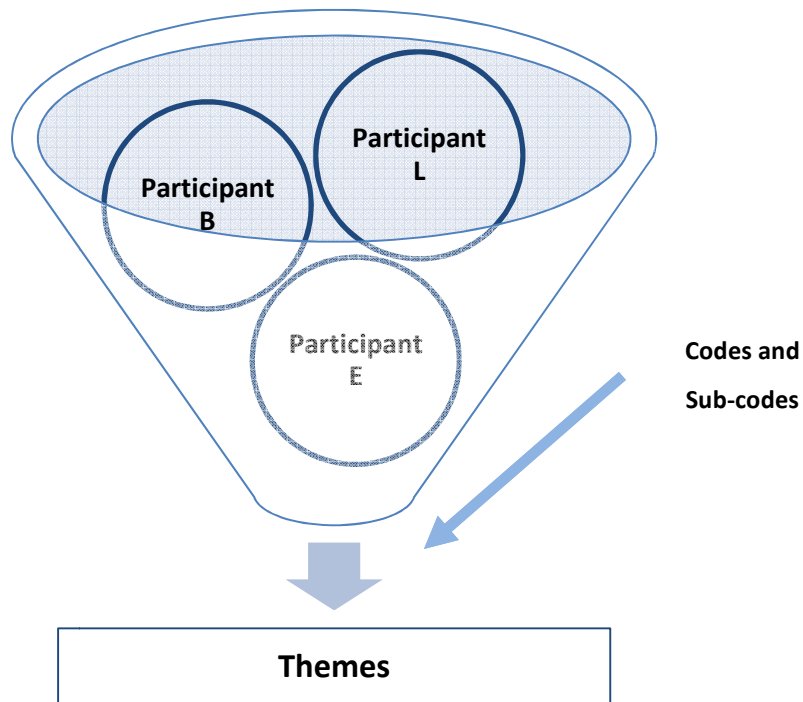 Participant
L
Participant
B
Participant
E
Codes and
Sub-codes
Themes